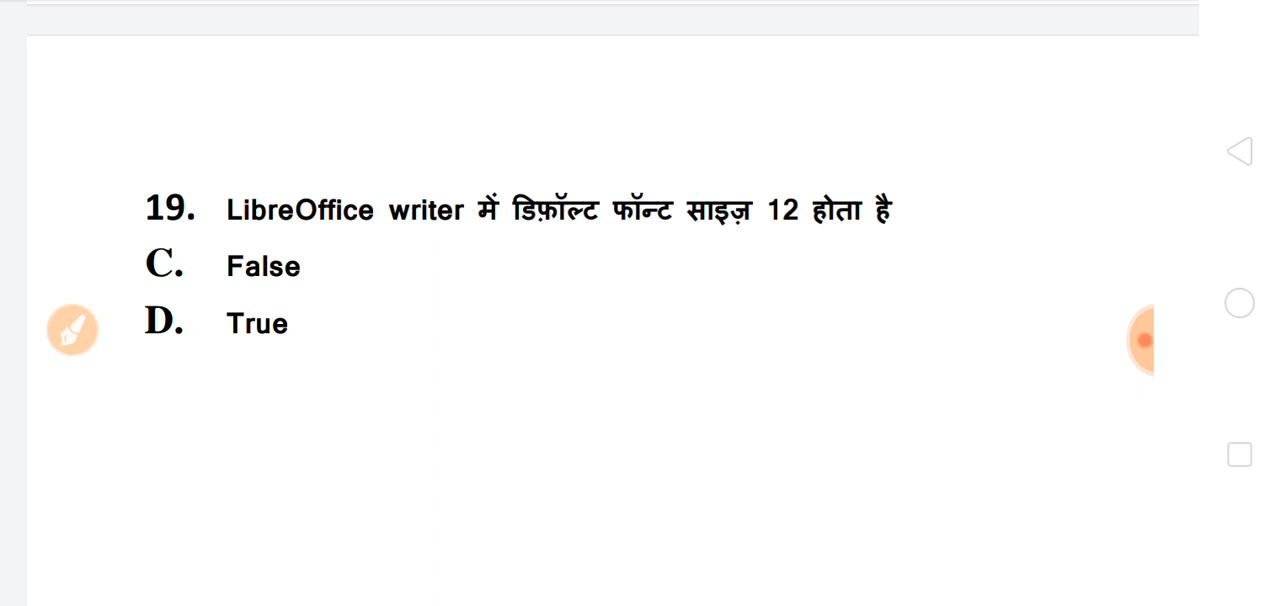 19. LibreOffice writer में डिफ़ॉल्ट फॉन्ट साइज़ 12 होता है
C. False
D. True